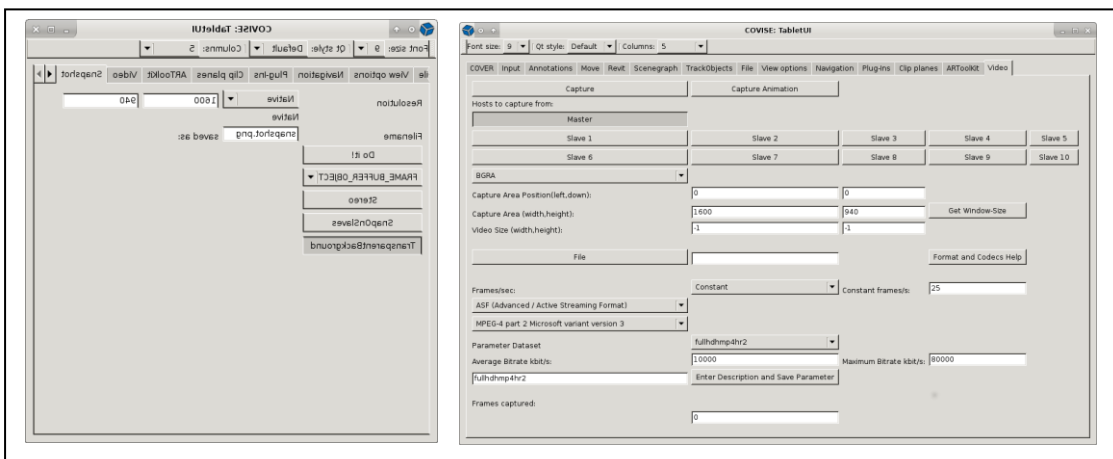 COVISE: TabletUI
Font size: 9 Qt style: Default Columns: 5
ile View options Navigation Plug-ins Clip planes ARToolKit Video Snapshot
Resolution Native 1600 940
Native
Filename snapshot.png saved as:
Do it!
FRAME_BUFFER_OBJECT
Stereo
SnapOnSlaves
TransparentBackground
COVISE: TabletUI
Font size: 9 Qt style: Default Columns: 5
COVER Input Annotations Move Revit Scenegraph TrackObjects File View options Navigation Plug-ins Clip planes ARToolKit Video
Capture Capture Animation
Hosts to capture from:
Master
Slave 1 Slave 2 Slave 3 Slave 4 Slave 5
Slave 6 Slave 7 Slave 8 Slave 9 Slave 10
BGRA
Capture Area Position(left,down): 0 0
Capture Area (width,height): 1600 940 Get Window-Size
Video Size (width,height): -1 -1
File Format and Codecs Help
Frames/sec: Constant Constant frames/s: 25
ASF (Advanced / Active Streaming Format)
MPEG-4 part 2 Microsoft variant version 3
Parameter Dataset fullhdhmp4hr2
Average Bitrate kbit/s: 10000 Maximum Bitrate kbit/s: 80000
fullhdhmp4hr2 Enter Description and Save Parameter
Frames captured:
0